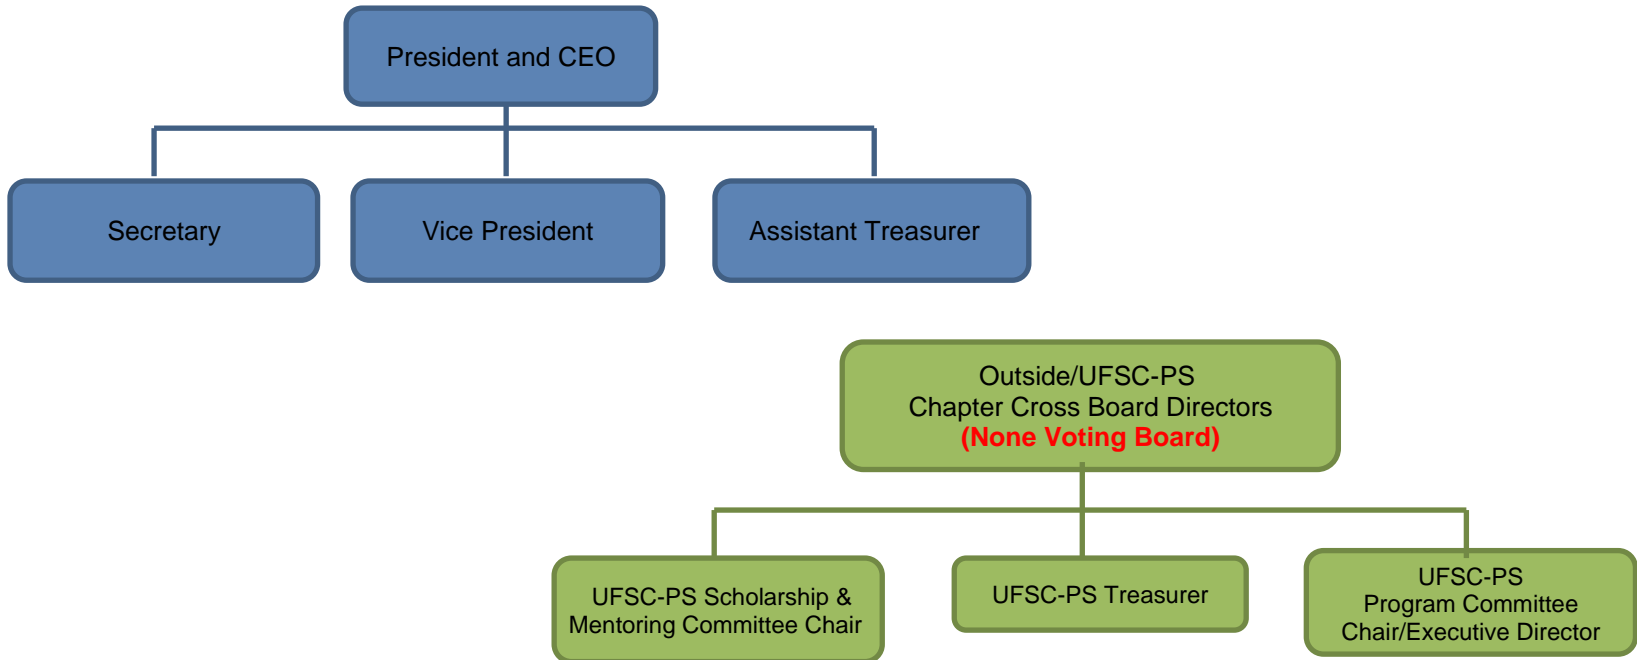 President and CEO
Secretary
Vice President
Assistant Treasurer
Outside/UFSC-PS
Chapter Cross Board Directors
(None Voting Board)
UFSC-PS Scholarship &
Mentoring Committee Chair
UFSC-PS Treasurer
UFSC-PS
Program Committee
Chair/Executive Director